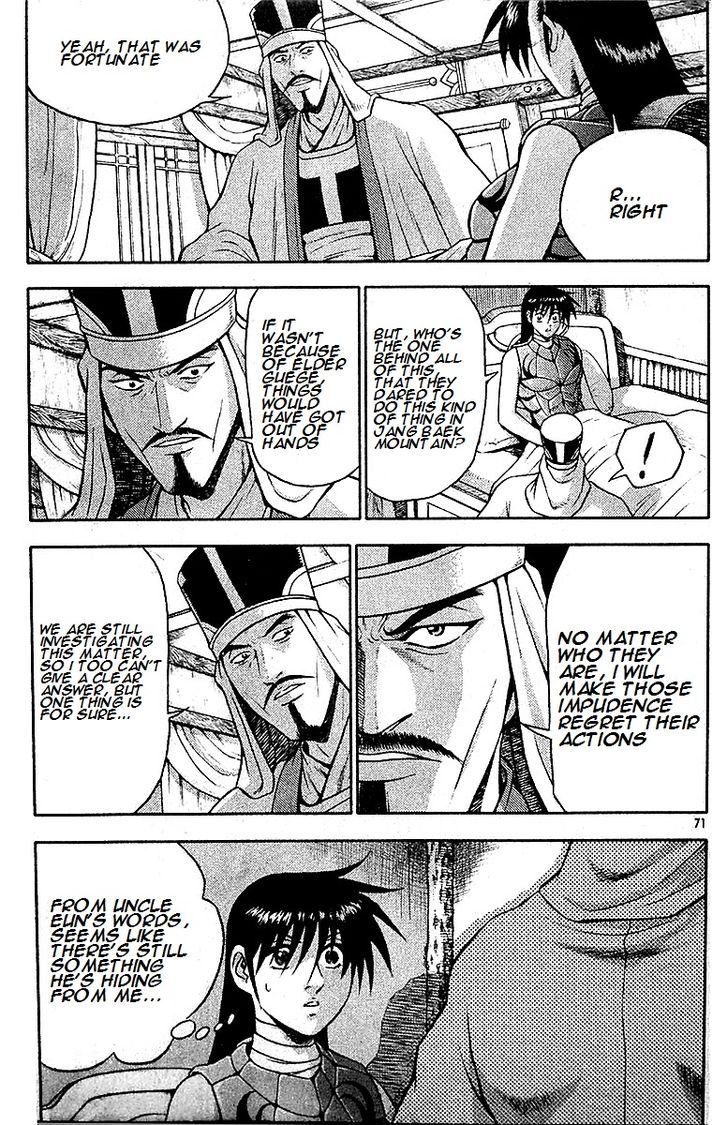 YEAH, THAT WAS
FORTUNATE
R...
RIGHT
IF IT
WASN'T
BECAUSE
OF ELDER
GUEGE,
THINGS
WOULD
HAVE GOT
OUT OF
HANDS
BUT, WHO'S
THE ONE
BEHIND ALL
OF THIS,
THAT THEY
DARED TO
DO THIS KIND
OF THING IN
JANG BAEK
MOUNTAIN?
!
WE ARE STILL
INVESTIGATING
THIS MATTER,
SO I TOO CAN'T
GIVE A CLEAR
ANSWER, BUT
ONE THING IS
FOR SURE...
NO MATTER
WHO THEY
ARE, I WILL
MAKE THOSE
IMPUDENCE
REGRET THEIR
ACTIONS
71
FROM UNCLE
EUN'S WORDS,
SEEMS LIKE
THERE'S STILL
SOMETHING
HE'S HIDING
FROM ME...